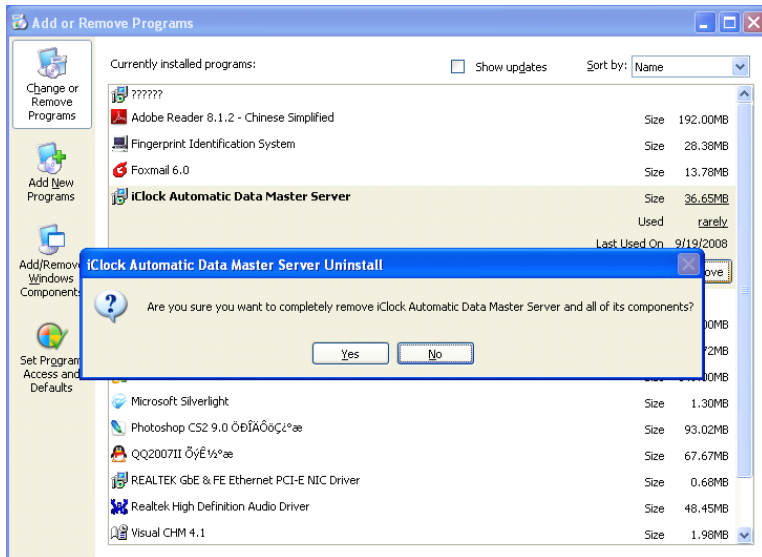 Add or Remove Programs
Change or
Remove
Programs
Add New
Programs
Add/Remov
Windows
Component
Set Program
Access and
Defaults
Currently installed programs:
Show updates
Sort by:
Name
??????
Adobe Reader 8.1.2 - Chinese Simplified
Size 192.00MB
Fingerprint Identification System
Size 28.38MB
Foxmail 6.0
Size 13.78MB
iClock Automatic Data Master Server
Size 36.65MB
Used rarely
Last Used On 9/19/2008
ove
iClock Automatic Data Master Server Uninstall
Are you sure you want to completely remove iClock Automatic Data Master Server and all of its components?
Yes
No
00MB
72MB
Microsoft Silverlight
Size 1.30MB
Photoshop CS2 9.0 ÖÐÎÄÔöÇ¿°æ
Size 93.02MB
QQ2007II ÕýÊ½°æ
Size 67.67MB
REALTEK GbE & FE Ethernet PCI-E NIC Driver
Size 0.68MB
Realtek High Definition Audio Driver
Size 48.45MB
Visual CHM 4.1
Size 1.98MB